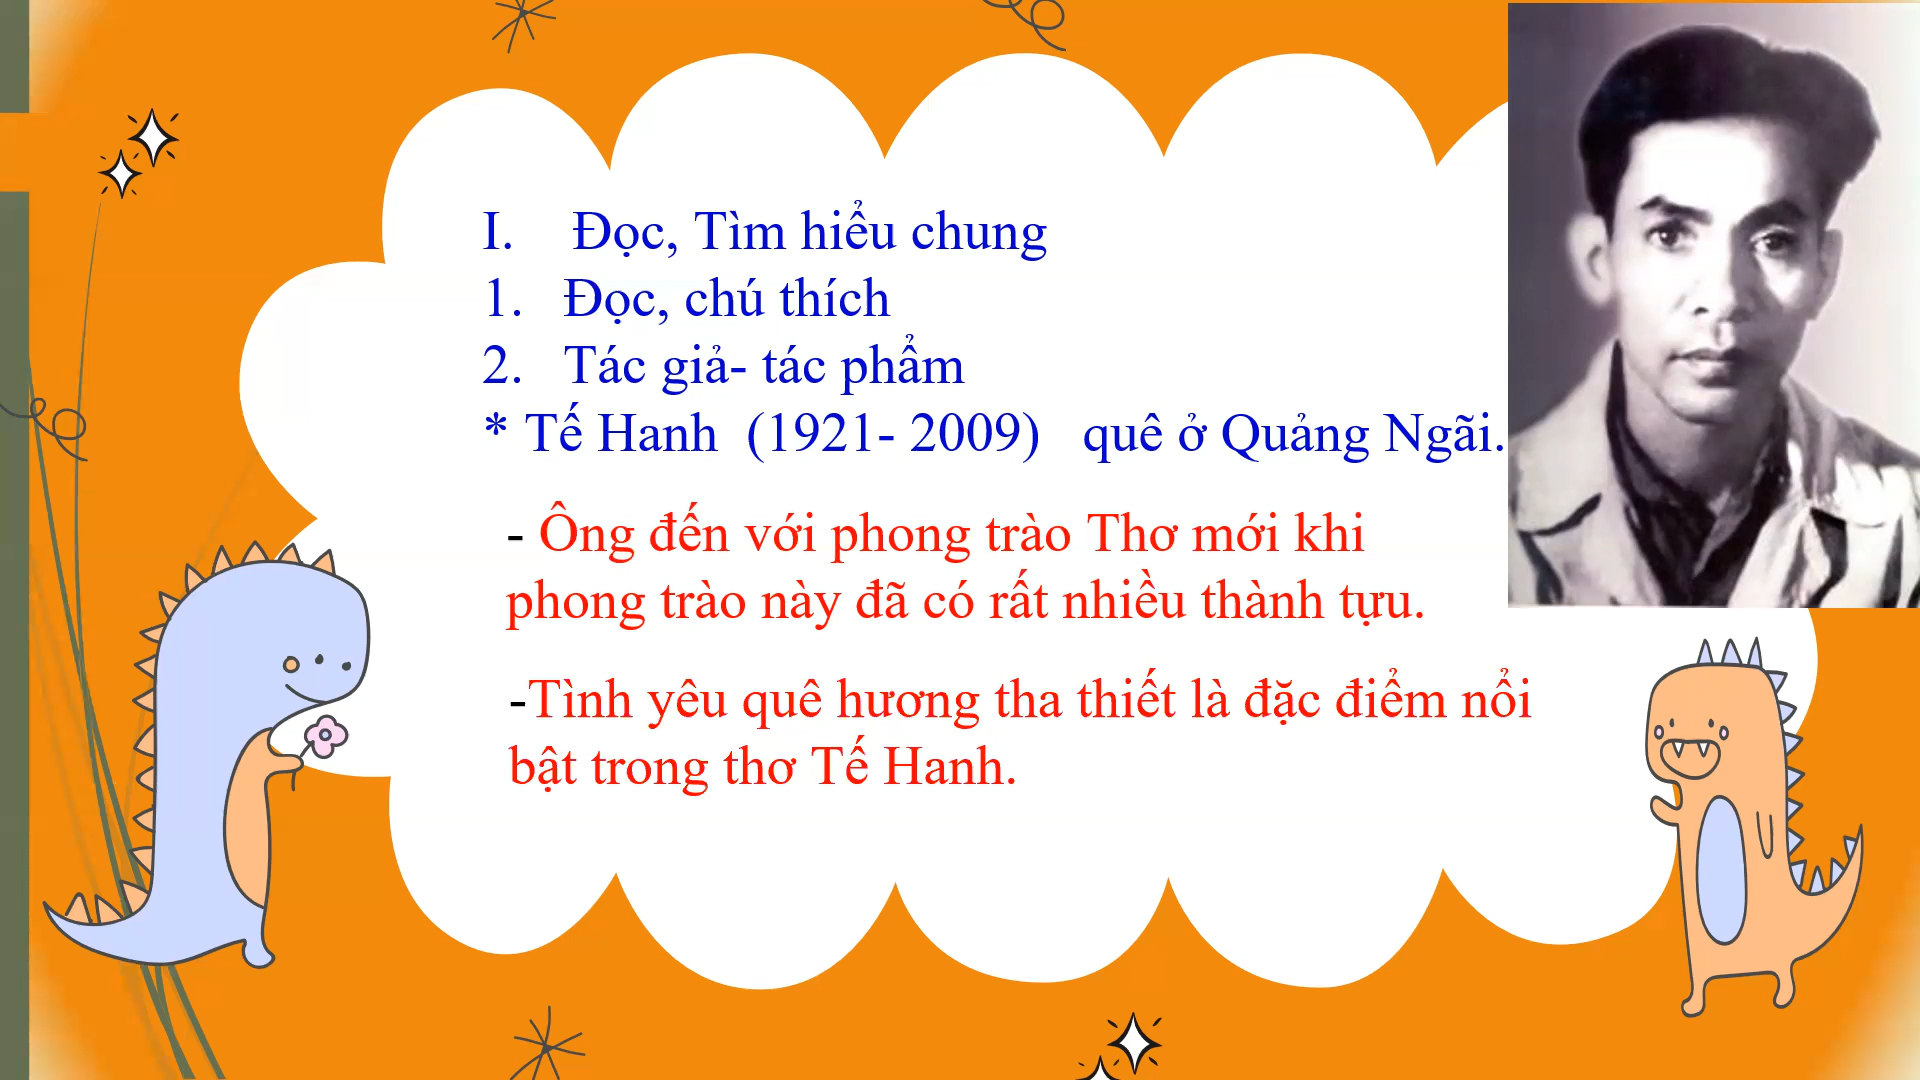 I. Đọc, Tìm hiểu chung
1. Đọc, chú thích
2. Tác giả- tác phẩm
* Tế Hanh (1921- 2009) quê ở Quảng Ngãi.
- Ông đến với phong trào Thơ mới khi
phong trào này đã có rất nhiều thành tựu.
-Tình yêu quê hương tha thiết là đặc điểm nổi
bật trong thơ Tế Hanh.